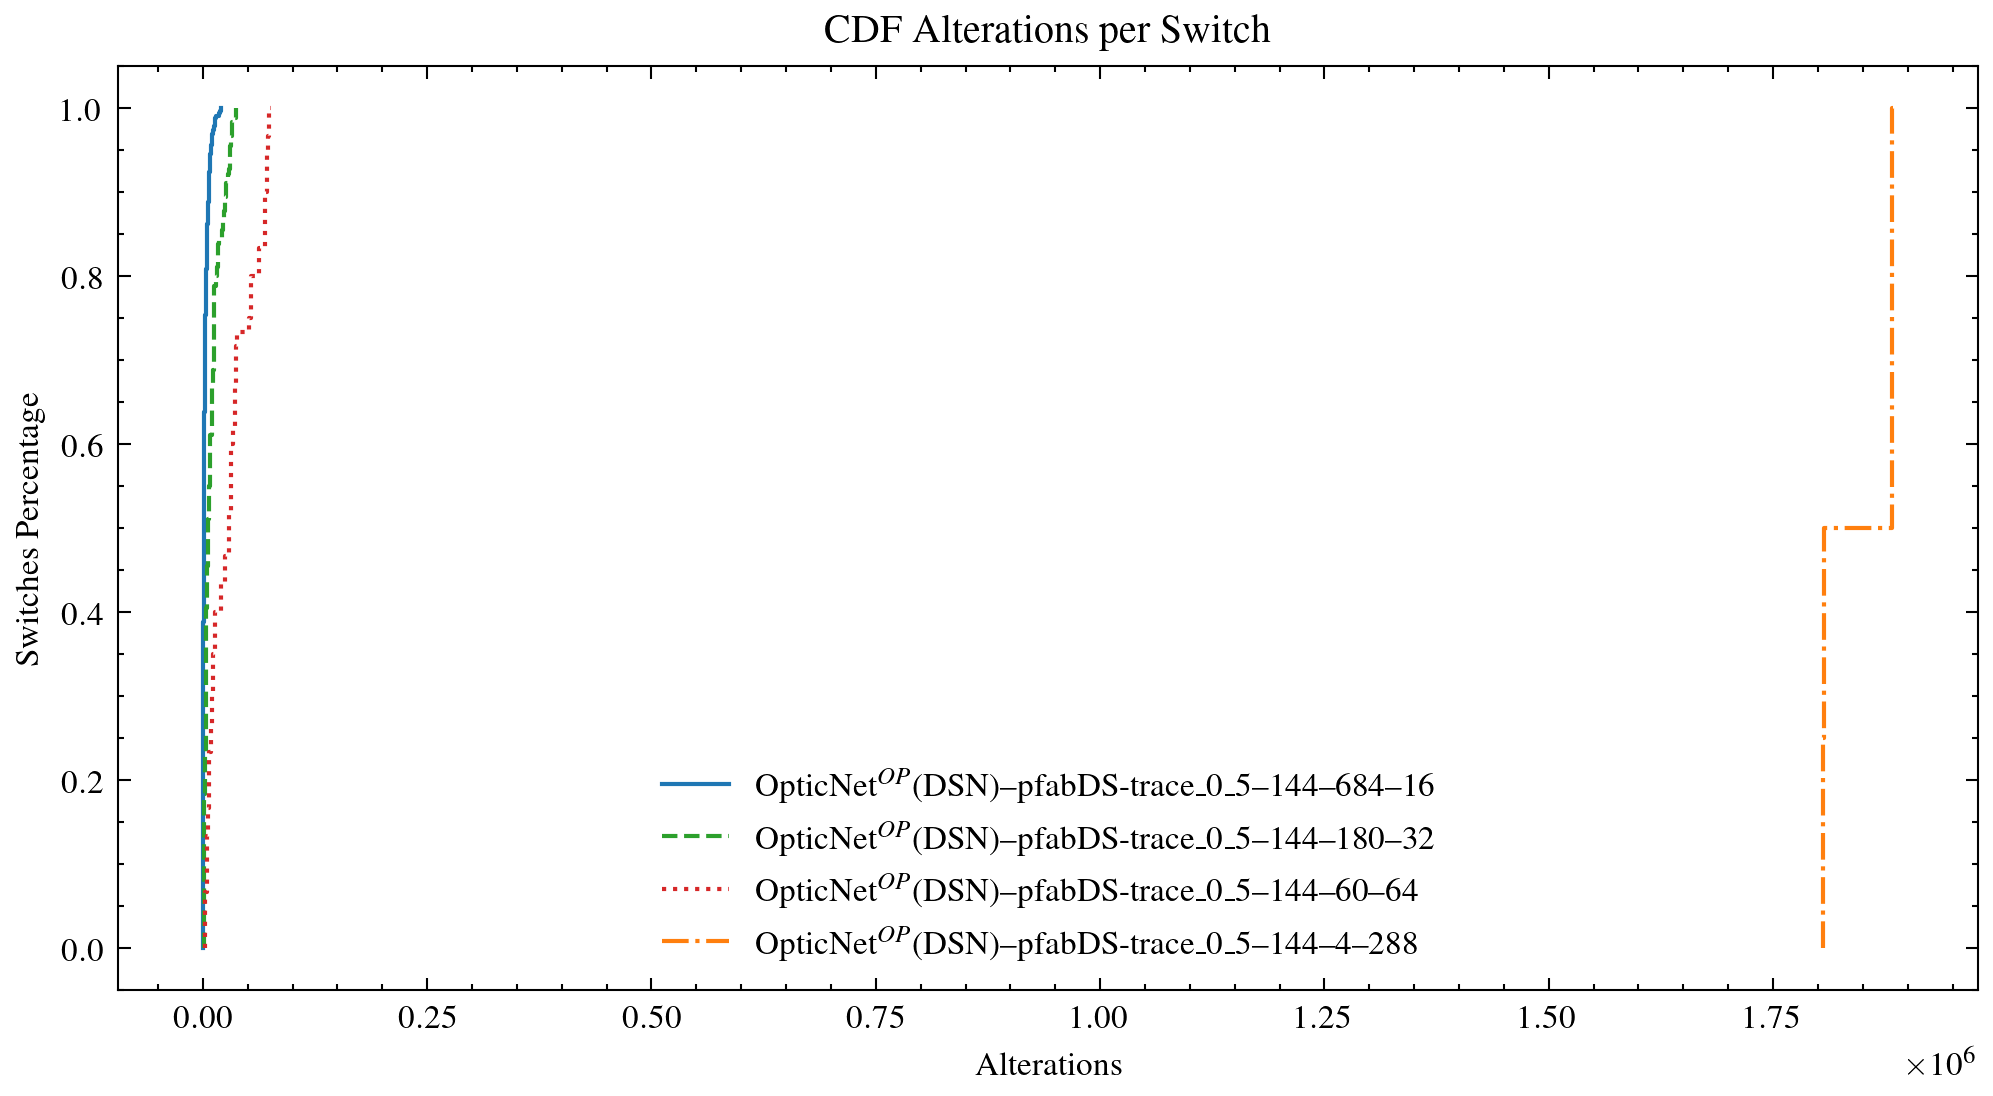 CDF Alterations per Switch
1.0
0.8
0.6
0.4
0.2
0.0
Switches Percentage
OpticNet^OP(DSN)–pfabDS-trace_0_5–144–684–16
OpticNet^OP(DSN)–pfabDS-trace_0_5–144–180–32
OpticNet^OP(DSN)–pfabDS-trace_0_5–144–60–64
OpticNet^OP(DSN)–pfabDS-trace_0_5–144–4–288
0.00 0.25 0.50 0.75 1.00 1.25 1.50 1.75
Alterations
×10^6